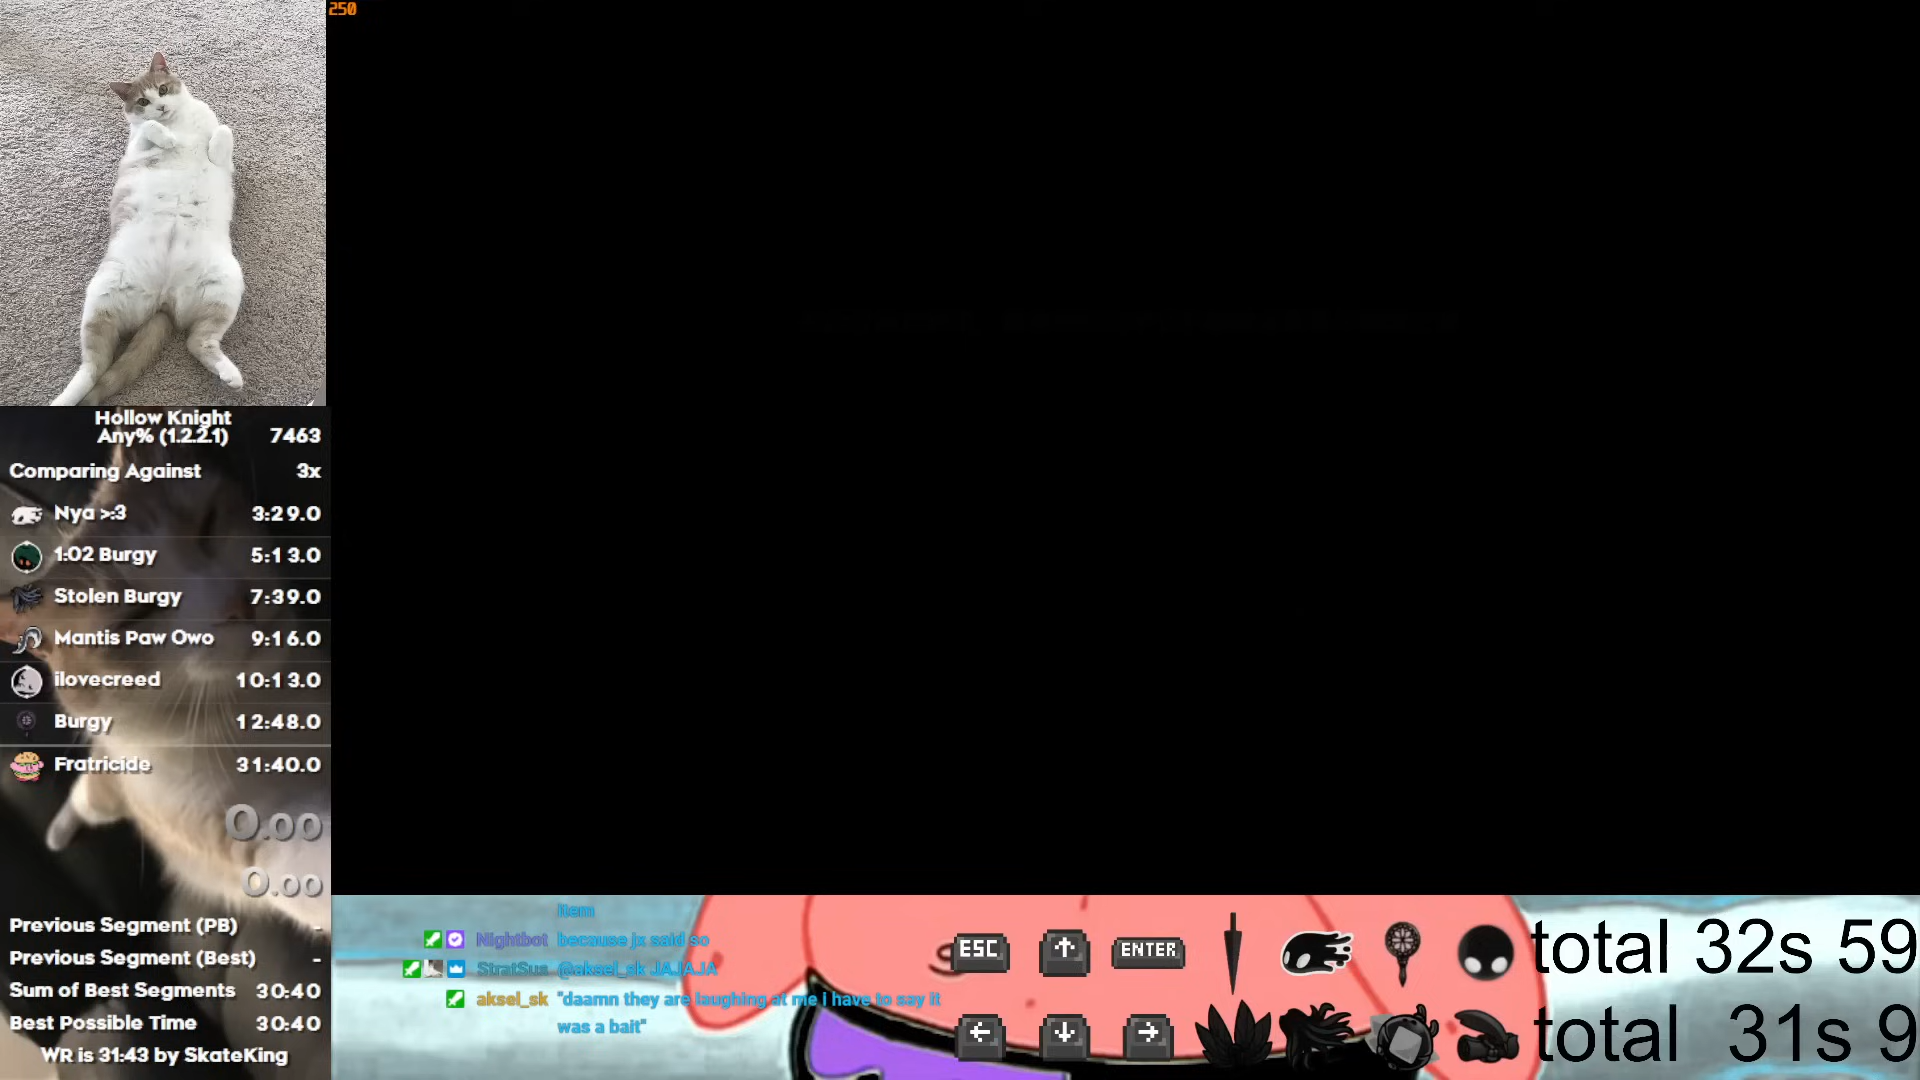 250
Hollow Knight
Any% (1.2.2.1) 7463
Comparing Against 3x
Nya >:3 3:29.0
1:02 Burgy 5:13.0
Stolen Burgy 7:39.0
Mantis Paw Owo 9:16.0
ilovecreed 10:13.0
Burgy 12:48.0
Fratricide 31:40.0
0.00
0.00
Previous Segment (PB) -
Previous Segment (Best) -
Sum of Best Segments 30:40
Best Possible Time 30:40
WR is 31:43 by SkateKing
item
Nightbot because jx said so
StratSus @aksel_sk JAJAJA
aksel_sk "daamn they are laughing at me i have to say it
was a bait"
ESC
ENTER
total 32s 59
total 31s 9